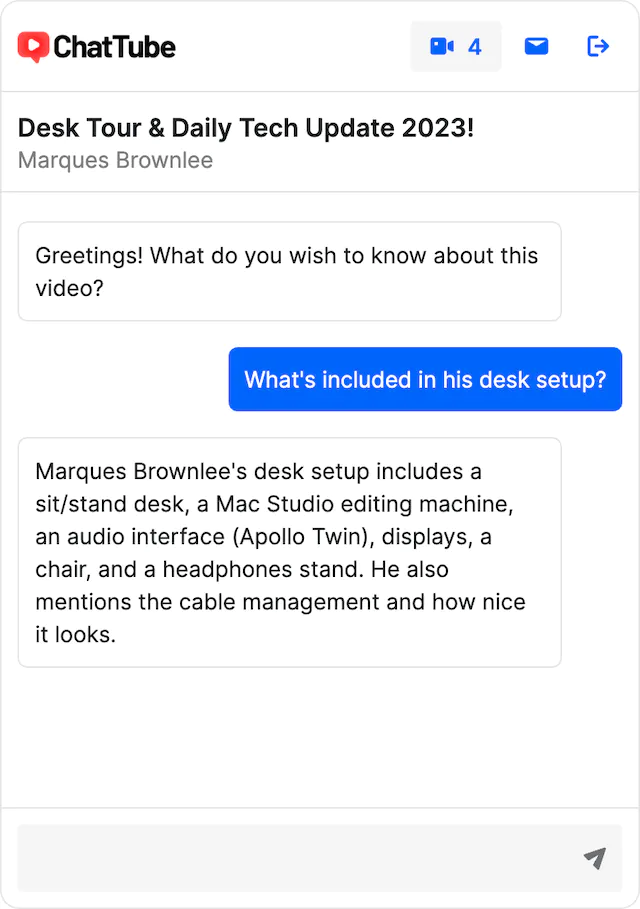 ChatTube
4
Desk Tour & Daily Tech Update 2023!
Marques Brownlee
Greetings! What do you wish to know about this
video?
What's included in his desk setup?
Marques Brownlee's desk setup includes a
sit/stand desk, a Mac Studio editing machine,
an audio interface (Apollo Twin), displays, a
chair, and a headphones stand. He also
mentions the cable management and how nice
it looks.